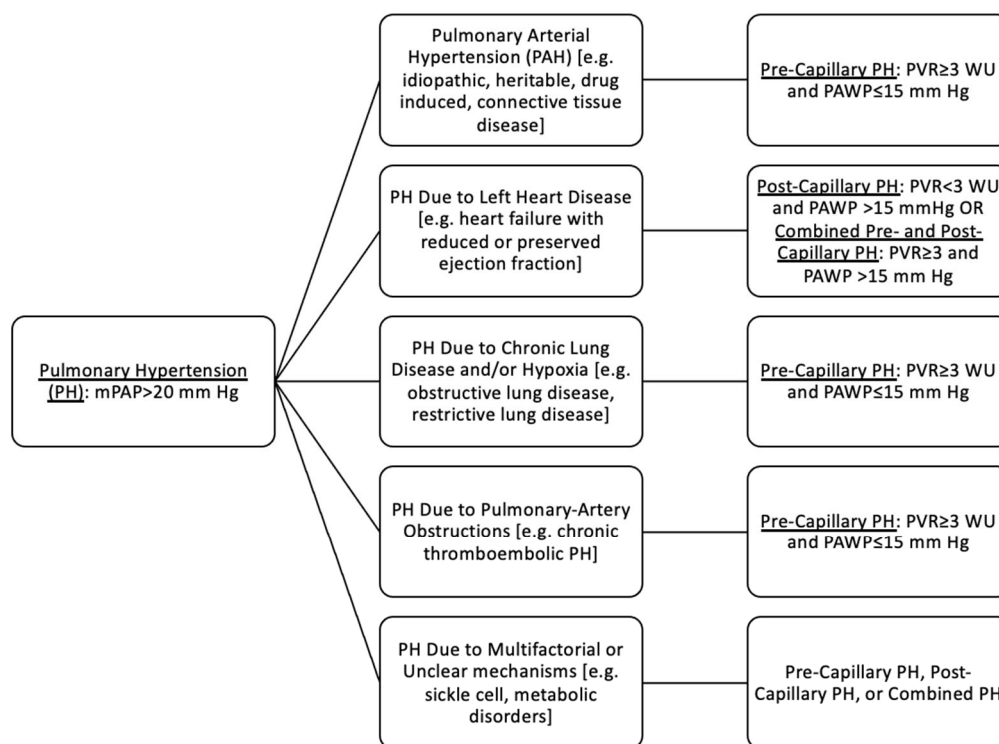 Pulmonary Arterial
Hypertension (PAH) [e.g.
idiopathic, heritable, drug
induced, connective tissue
disease]
Pre-Capillary PH: PVR≥3 WU
and PAWP≤15 mm Hg
PH Due to Left Heart Disease
[e.g. heart failure with
reduced or preserved
ejection fraction]
Post-Capillary PH: PVR<3 WU
and PAWP >15 mmHg OR
Combined Pre- and Post-
Capillary PH: PVR≥3 and
PAWP >15 mm Hg
Pulmonary Hypertension
(PH): mPAP>20 mm Hg
PH Due to Chronic Lung
Disease and/or Hypoxia [e.g.
obstructive lung disease,
restrictive lung disease]
Pre-Capillary PH: PVR≥3 WU
and PAWP≤15 mm Hg
PH Due to Pulmonary-Artery
Obstructions [e.g. chronic
thromboembolic PH]
Pre-Capillary PH: PVR≥3 WU
and PAWP≤15 mm Hg
PH Due to Multifactorial or
Unclear mechanisms [e.g.
sickle cell, metabolic
disorders]
Pre-Capillary PH, Post-
Capillary PH, or Combined PH